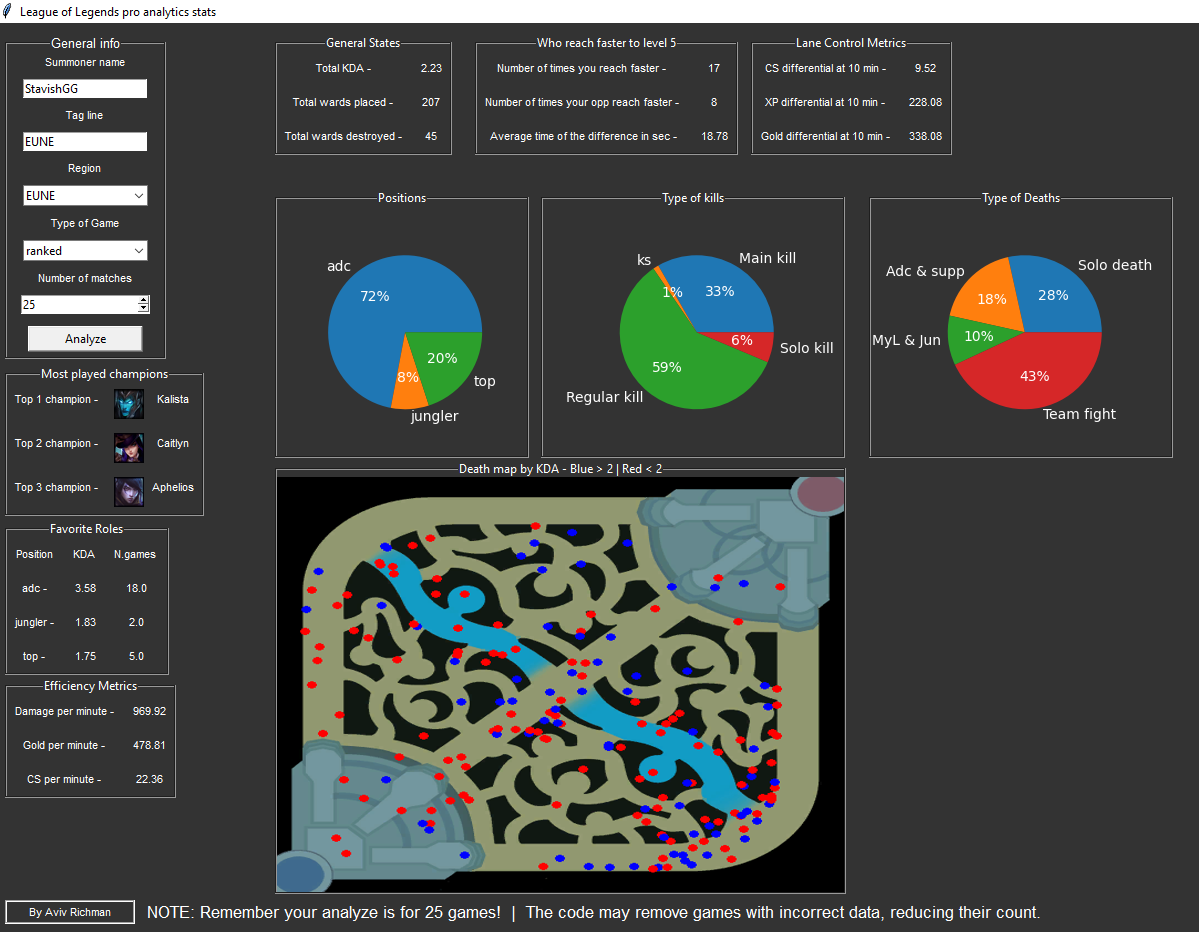 League of Legends pro analytics stats
General info
Summoner name
StavishGG
Tag line
EUNE
Region
EUNE
Type of Game
ranked
Number of matches
25
Analyze
Most played champions
Top 1 champion - Kalista
Top 2 champion - Caitlyn
Top 3 champion - Aphelios
Favorite Roles
Position KDA N.games
adc - 3.58 18.0
jungler - 1.83 2.0
top - 1.75 5.0
Efficiency Metrics
Damage per minute - 969.92
Gold per minute - 478.81
CS per minute - 22.36
General States
Total KDA - 2.23
Total wards placed - 207
Total wards destroyed - 45
Who reach faster to level 5
Number of times you reach faster - 17
Number of times your opp reach faster - 8
Average time of the difference in sec - 18.78
Lane Control Metrics
CS differential at 10 min - 9.52
XP differential at 10 min - 228.08
Gold differential at 10 min - 338.08
Positions
adc
72%
8%
20%
top
jungler
Type of kills
ks
Main kill
1%
33%
6%
Solo kill
59%
Regular kill
Type of Deaths
Adc & supp
Solo death
18%
28%
MyL & Jun
10%
43%
Team fight
Death map by KDA - Blue > 2 | Red < 2
By Aviv Richman
NOTE: Remember your analyze is for 25 games! | The code may remove games with incorrect data, reducing their count.